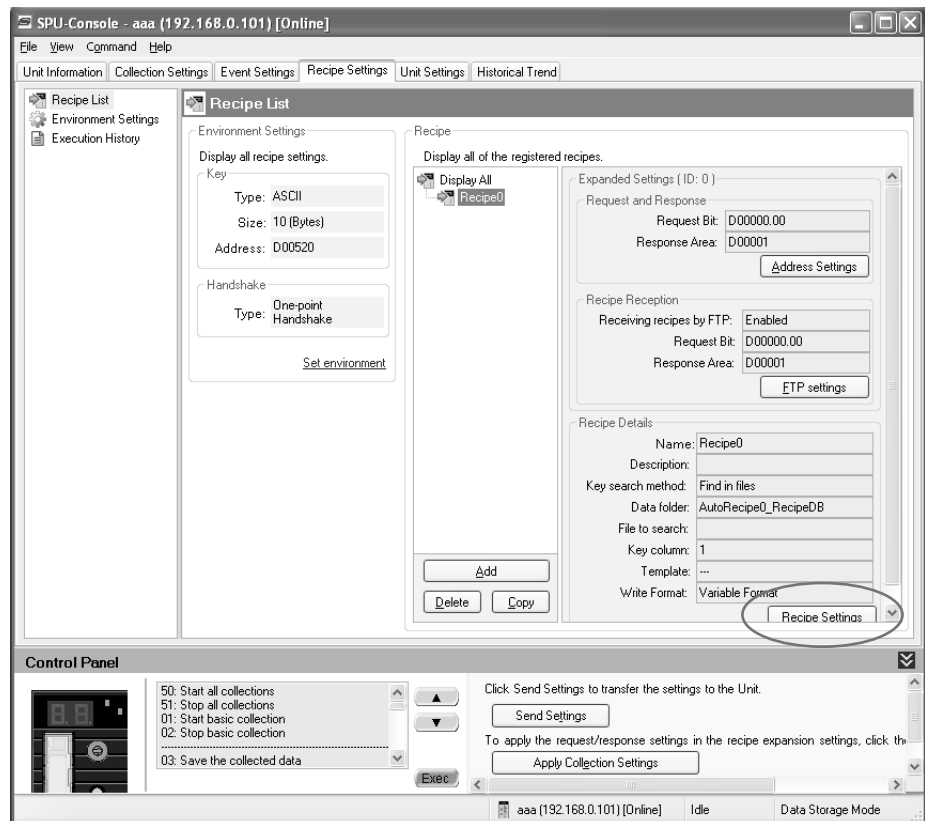 SPU-Console - aaa (192.168.0.101) [Online]
File View Command Help
Unit Information Collection Settings Event Settings Recipe Settings Unit Settings Historical Trend
Recipe List
Environment Settings
Execution History
Recipe List
Environment Settings
Display all recipe settings.
Key
Type: ASCII
Size: 10 (Bytes)
Address: D00520
Handshake
Type: One-point
Handshake
Set environment
Recipe
Display all of the registered recipes.
Display All
Recipe0
Add
Delete Copy
Expanded Settings ( ID: 0 )
Request and Response
Request Bit: D00000.00
Response Area: D00001
Address Settings
Recipe Reception
Receiving recipes by FTP: Enabled
Request Bit: D00000.00
Response Area: D00001
FTP settings
Recipe Details
Name: Recipe0
Description:
Key search method: Find in files
Data folder: AutoRecipe0_RecipeDB
File to search:
Key column: 1
Template: ---
Write Format: Variable Format
Recipe Settings
Control Panel
50: Start all collections
51: Stop all collections
01: Start basic collection
02: Stop basic collection
03: Save the collected data
Exec
Click Send Settings to transfer the settings to the Unit.
Send Settings
To apply the request/response settings in the recipe expansion settings, click
Apply Collection Settings
aaa (192.168.0.101) [Online] Idle Data Storage Mode